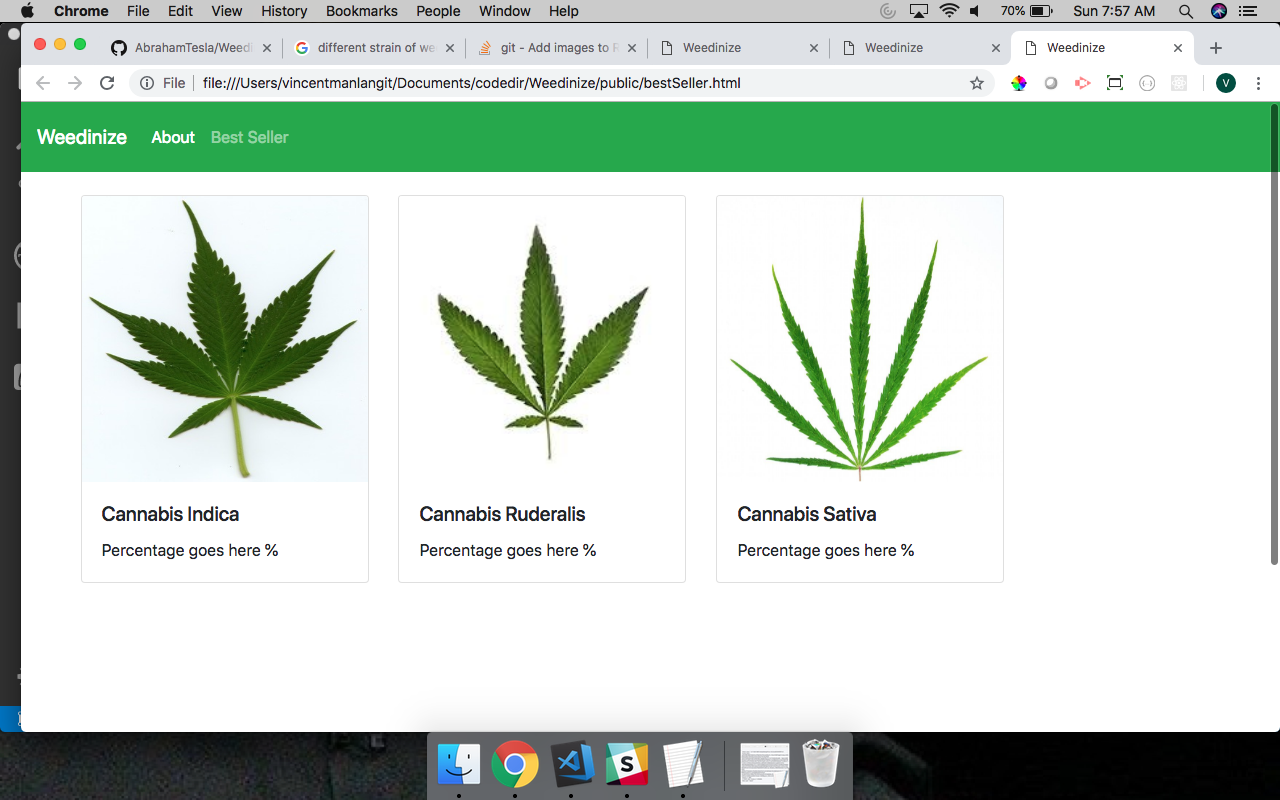 Chrome File Edit View History Bookmarks People Window Help 70% Sun 7:57 AM
AbrahamTesla/Weedi different strain of we git - Add images to R Weedinize Weedinize Weedinize
File file:///Users/vincentmanlangit/Documents/codedir/Weedinize/public/bestSeller.html V
Weedinize About Best Seller
Cannabis Indica Cannabis Ruderalis Cannabis Sativa
Percentage goes here % Percentage goes here % Percentage goes here %
S